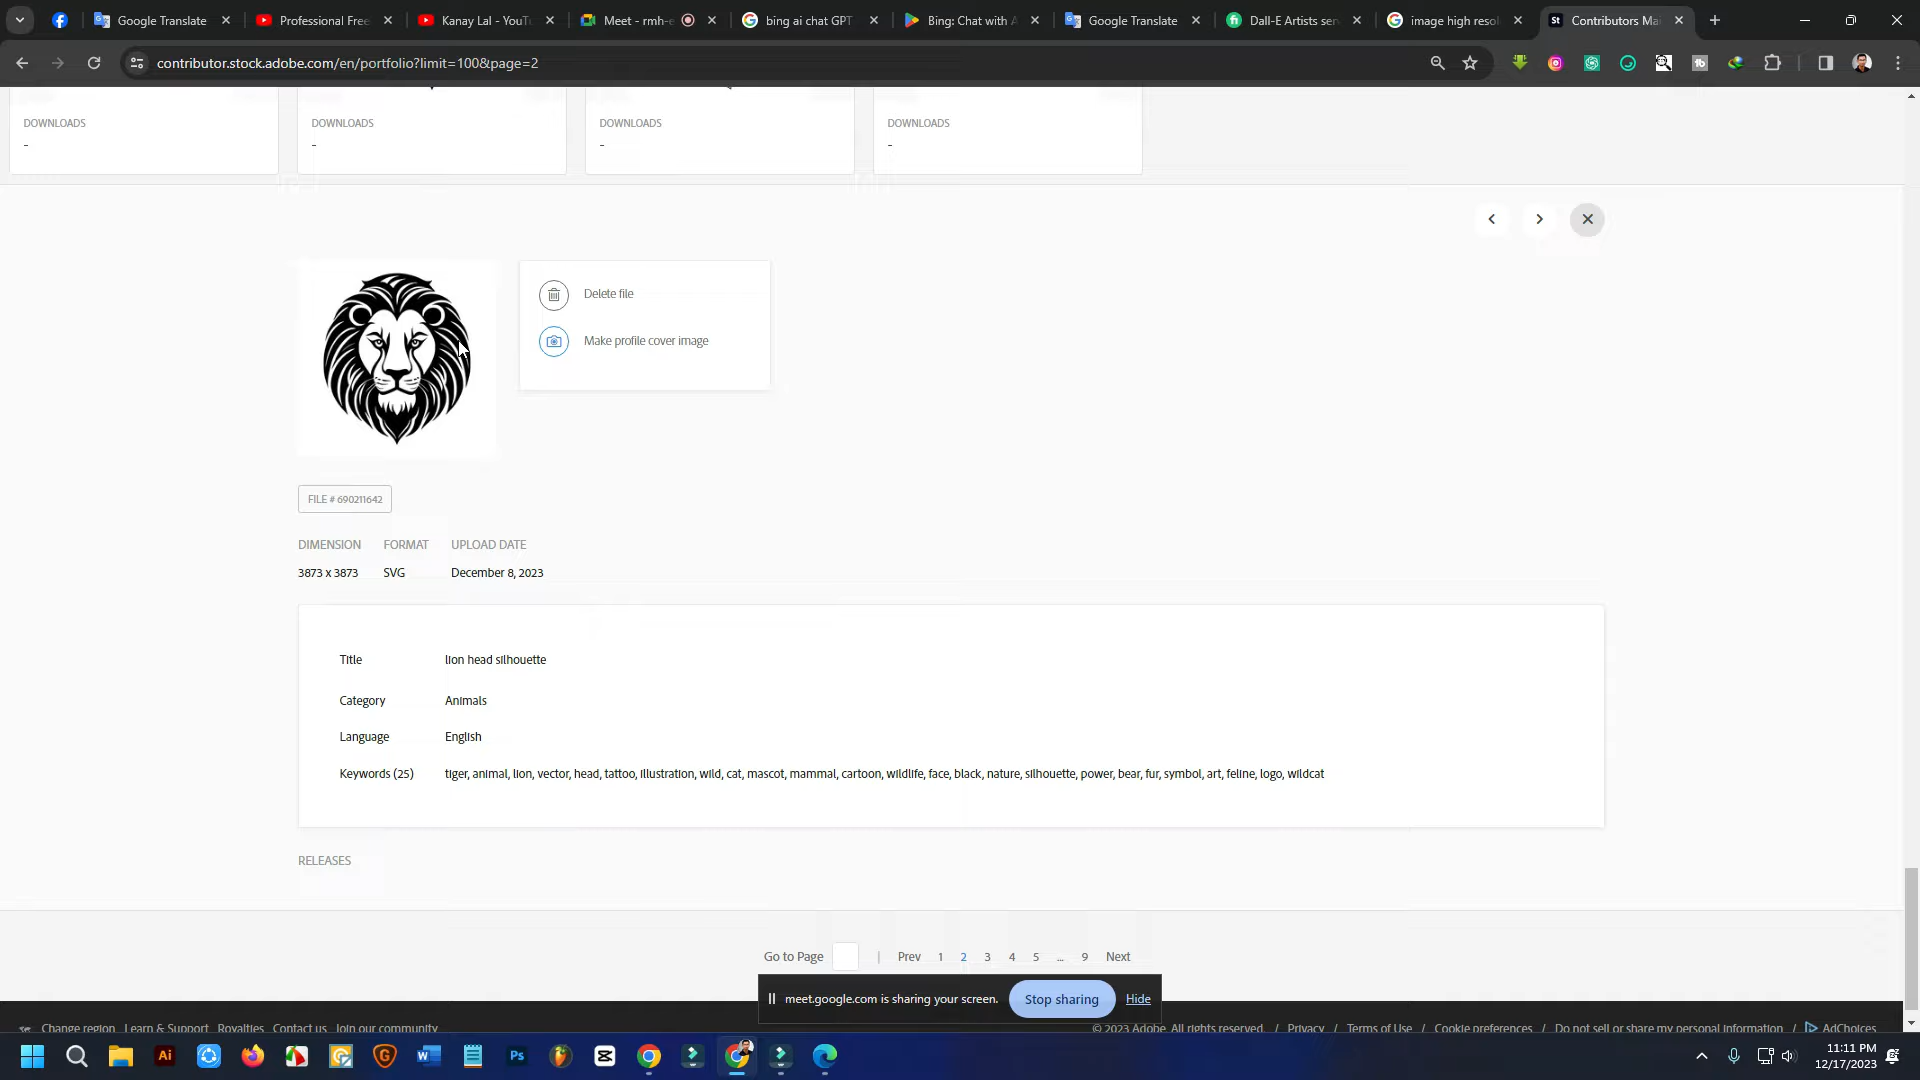 Google Translate
Professional Free
Kanay Lal - YouTu
Meet - rmh-e
bing ai chat GPT
Bing: Chat with A
Google Translate
Dall-E Artists ser
image high resol
St
Contributors Mai
contributor.stock.adobe.com/en/portfolio?limit=100&page=2
DOWNLOADS DOWNLOADS DOWNLOADS DOWNLOADS
- - - -
Delete file
Make profile cover image
FILE # 690211642
DIMENSION FORMAT UPLOAD DATE
3873 x 3873 SVG December 8, 2023
Title lion head silhouette
Category Animals
Language English
Keywords (25) tiger, animal, lion, vector, head, tattoo, illustration, wild, cat, mascot, mammal, cartoon, wildlife, face, black, nature, silhouette, power, bear, fur, symbol, art, feline, logo, wildcat
RELEASES
Go to Page | Prev 1 2 3 4 5 ... 9 Next
meet.google.com is sharing your screen. Stop sharing Hide
Change region Learn & Support Royalties Contact us Join our community © 2023 Adobe. All rights reserved. / Privacy / Terms of Use / Cookie preferences / Do not sell or share my personal information / AdChoices
Ai
Ps
11:11 PM
12/17/2023